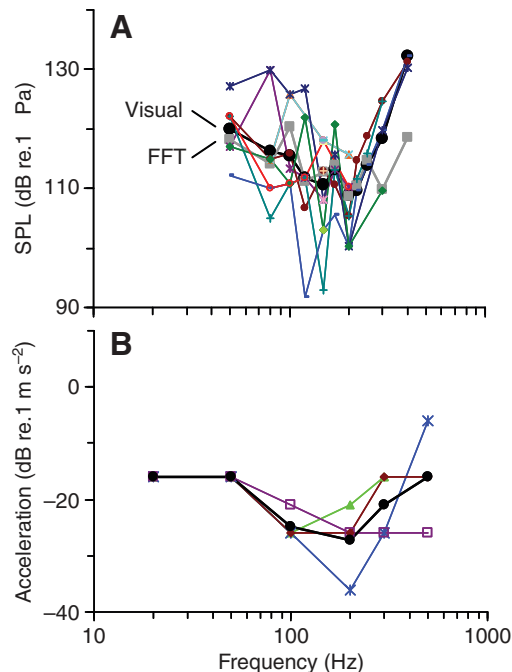 A
130
110
90
SPL (dB re.1 Pa)
Visual
FFT
B
0
−20
−40
Acceleration (dB re.1 m s−2)
10
100
1000
Frequency (Hz)